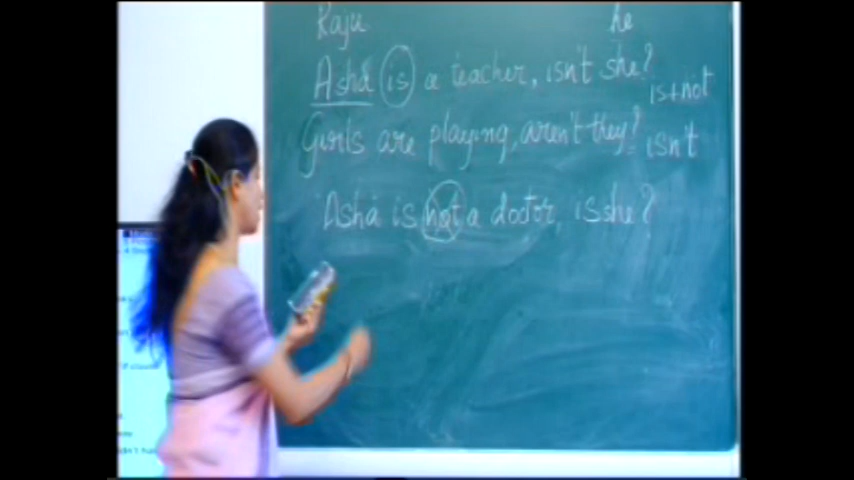 Raju he
Asha is a teacher, isn't she?
is+not
Girls are playing, aren't they? isn't
Asha is not a doctor, is she?